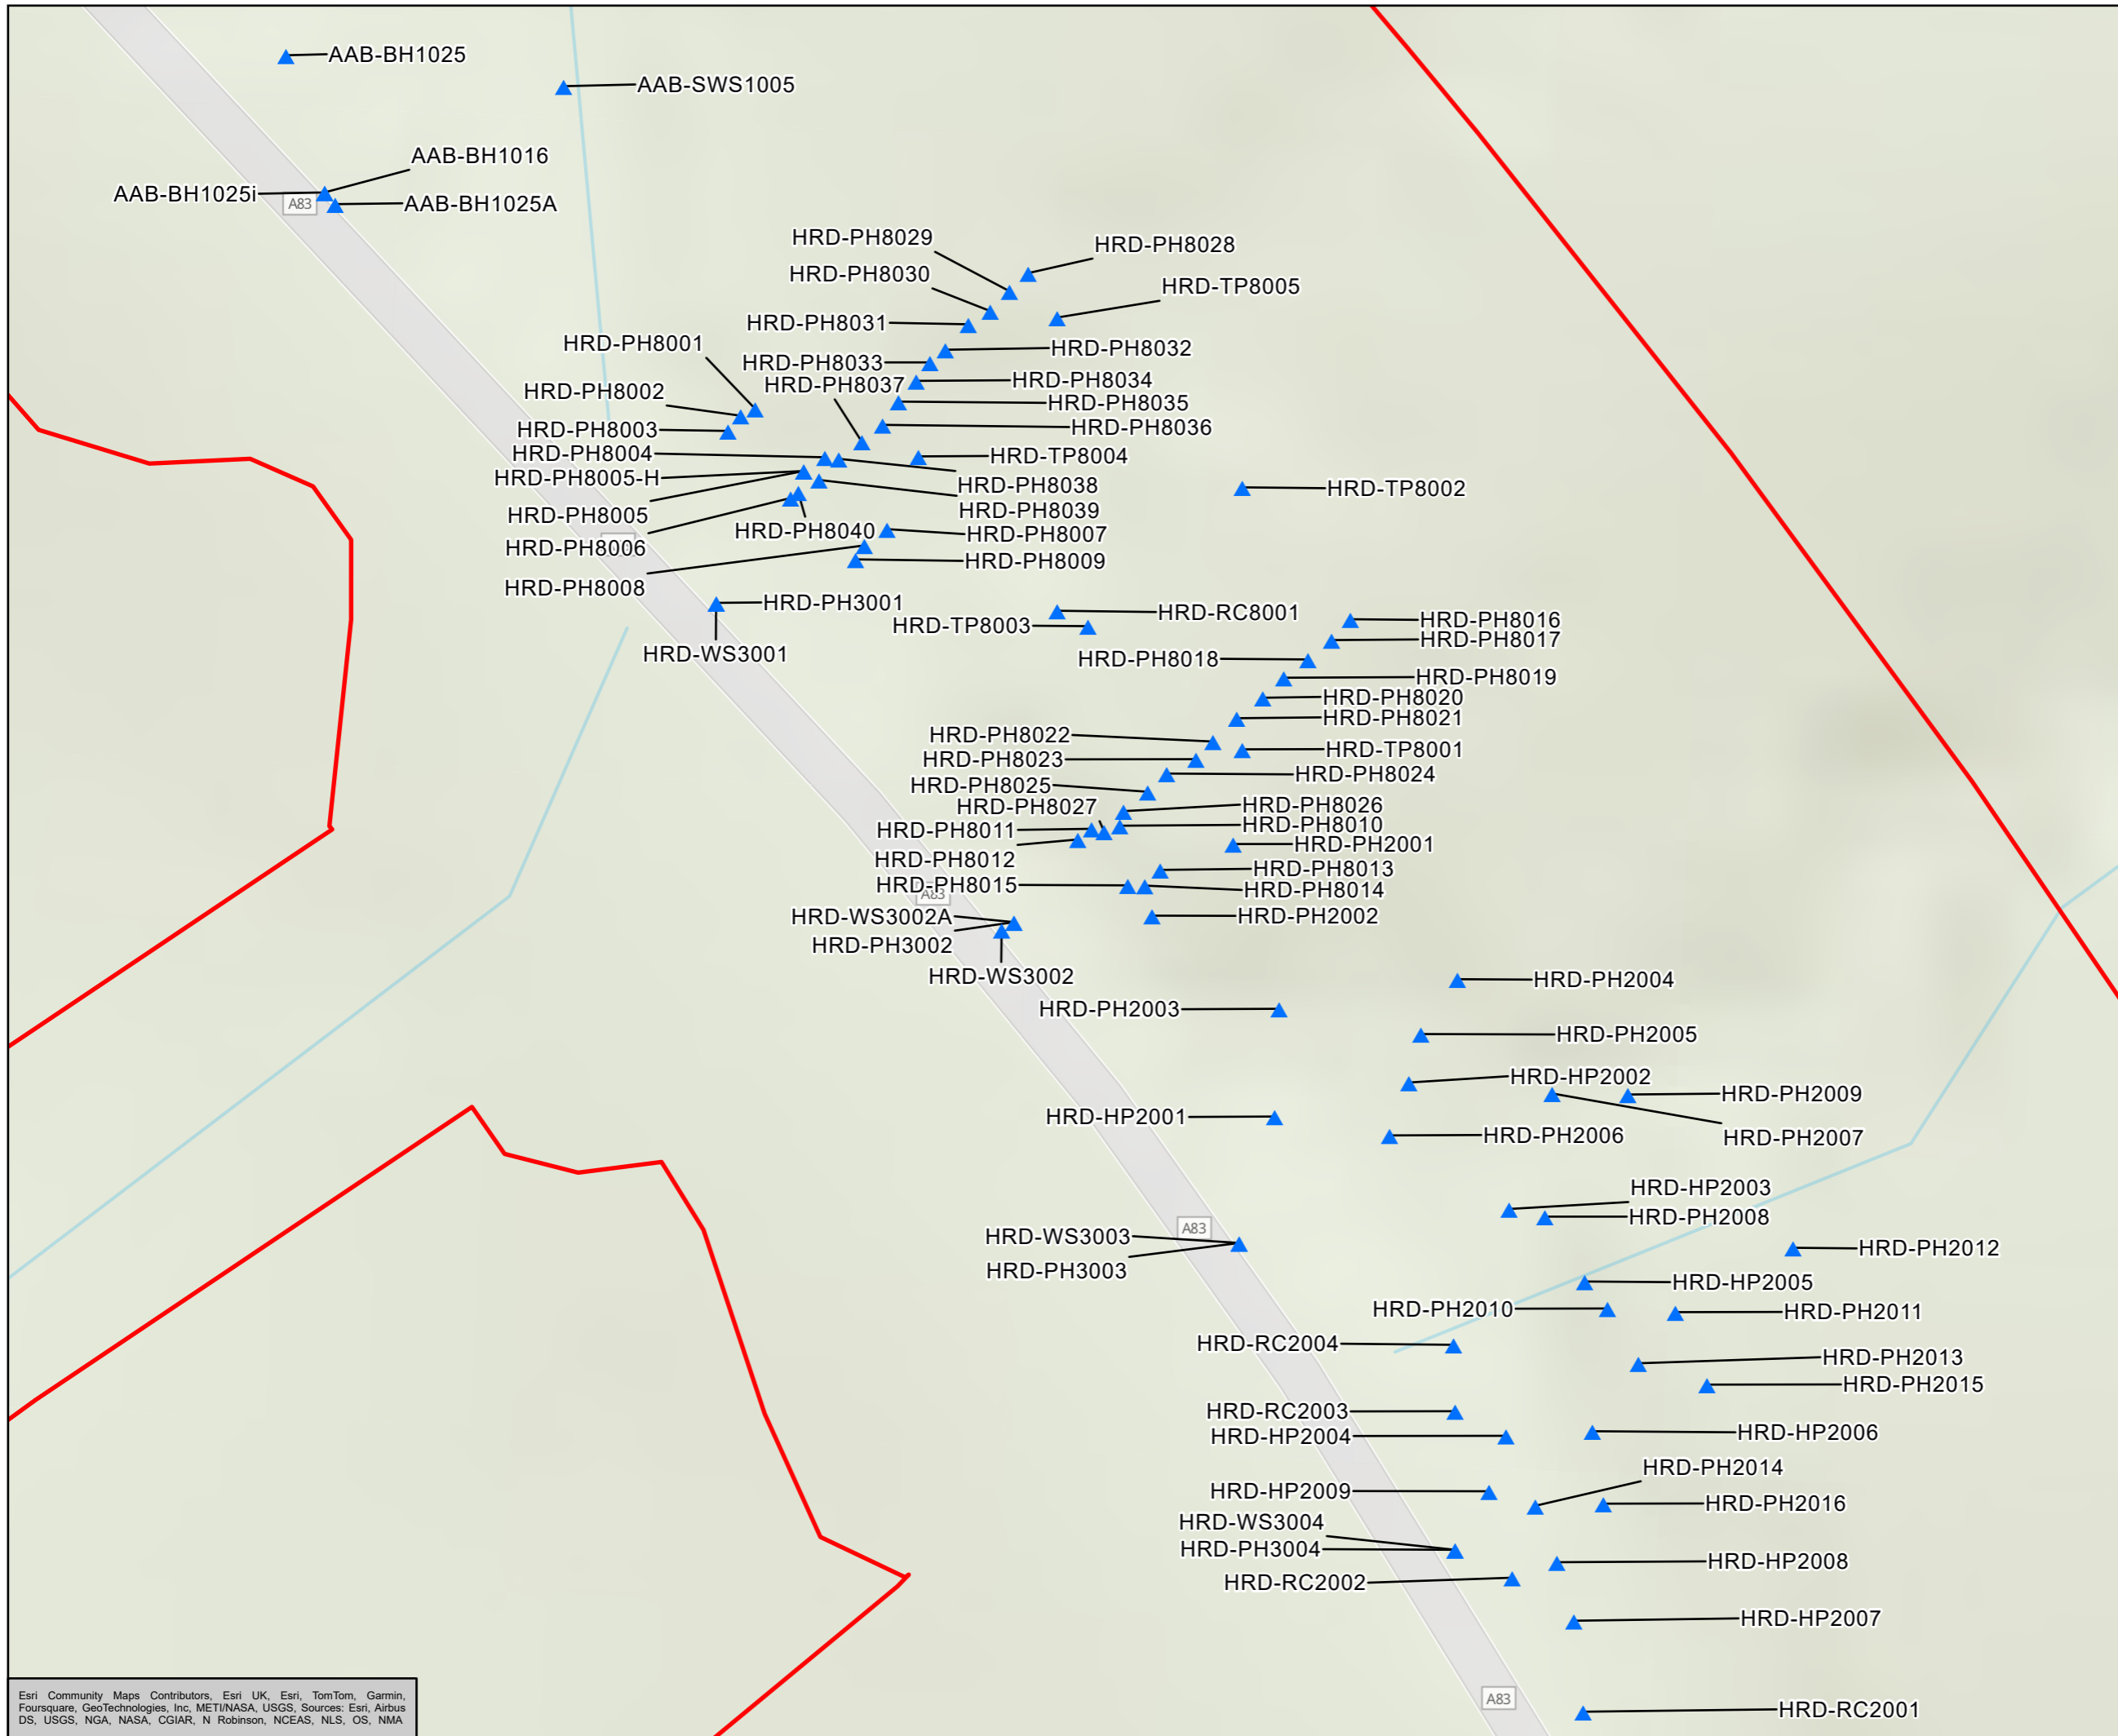 AAB-BH1025
AAB-SWS1005
AAB-BH1016
AAB-BH1025i
A83
AAB-BH1025A
HRD-PH8029
HRD-PH8028
HRD-PH8030
HRD-TP8005
HRD-PH8031
HRD-PH8001
HRD-PH8032
HRD-PH8033
HRD-PH8034
HRD-PH8037
HRD-PH8002
HRD-PH8035
HRD-PH8036
HRD-PH8003
HRD-PH8004
HRD-TP8004
HRD-PH8005-H
HRD-PH8038
HRD-TP8002
HRD-PH8039
HRD-PH8005
HRD-PH8040
HRD-PH8007
HRD-PH8006
HRD-PH8009
HRD-PH8008
HRD-PH3001
HRD-RC8001
HRD-TP8003
HRD-PH8016
HRD-PH8017
HRD-WS3001
HRD-PH8018
HRD-PH8019
HRD-PH8020
HRD-PH8021
HRD-PH8022
HRD-TP8001
HRD-PH8023
HRD-PH8024
HRD-PH8025
HRD-PH8027
HRD-PH8026
HRD-PH8010
HRD-PH8011
HRD-PH2001
HRD-PH8012
HRD-PH8013
HRD-PH8015
HRD-PH8014
A83
HRD-WS3002A
HRD-PH2002
HRD-PH3002
HRD-WS3002
HRD-PH2004
HRD-PH2003
HRD-PH2005
HRD-HP2002
HRD-PH2009
HRD-HP2001
HRD-PH2006
HRD-PH2007
HRD-HP2003
HRD-PH2008
A83
HRD-WS3003
HRD-PH2012
HRD-PH3003
HRD-HP2005
HRD-PH2010
HRD-PH2011
HRD-RC2004
HRD-PH2013
HRD-PH2015
HRD-RC2003
HRD-HP2004
HRD-HP2006
HRD-PH2014
HRD-HP2009
HRD-PH2016
HRD-WS3004
HRD-PH3004
HRD-HP2008
HRD-RC2002
HRD-HP2007
A83
HRD-RC2001
Esri Community Maps Contributors, Esri UK, Esri, TomTom, Garmin,
Foursquare, GeoTechnologies, Inc, METI/NASA, USGS, Sources: Esri, Airbus
DS, USGS, NGA, NASA, CGIAR, N Robinson, NCEAS, NLS, OS, NMA